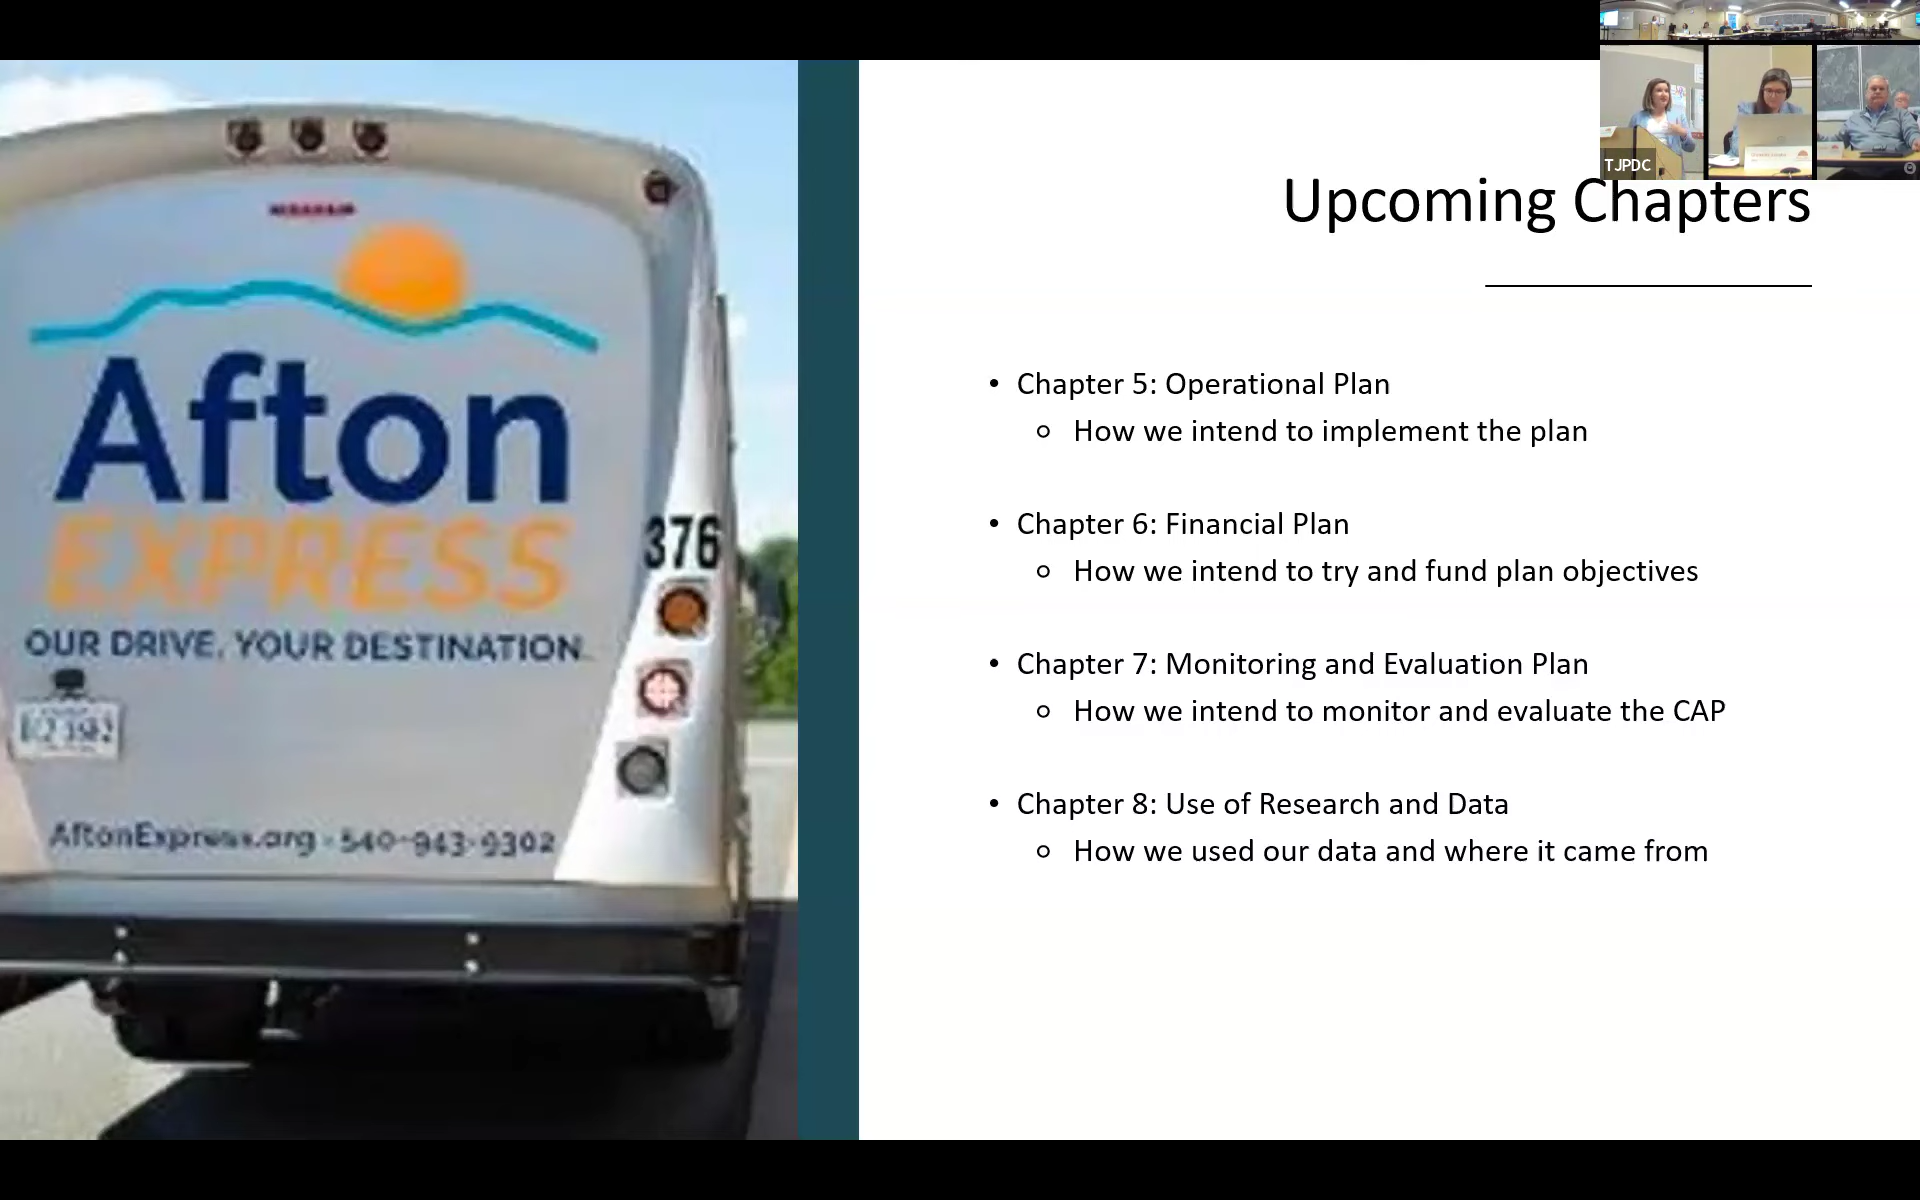 TJPDC
Upcoming Chapters
Afton
EXPRESS
OUR DRIVE. YOUR DESTINATION.
376
AftonExpress.org · 540-943-9302
• Chapter 5: Operational Plan
o How we intend to implement the plan
• Chapter 6: Financial Plan
o How we intend to try and fund plan objectives
• Chapter 7: Monitoring and Evaluation Plan
o How we intend to monitor and evaluate the CAP
• Chapter 8: Use of Research and Data
o How we used our data and where it came from